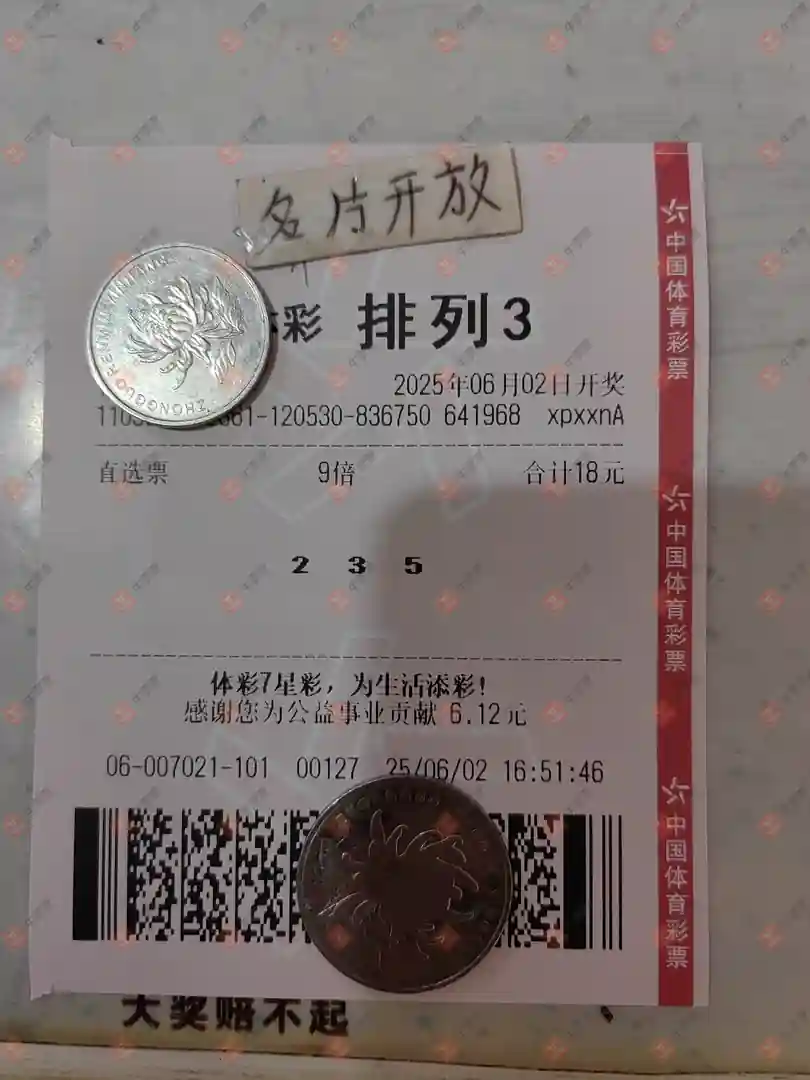 名片开放
体彩 排列3
2025年06月02日开奖
-120530-836750 641968 xpxxnA
直选票 9倍 合计18元
2 3 5
体彩7星彩，为生活添彩！
感谢您为公益事业贡献 6.12元
06-007021-101 00127 25/06/02 16:51:46
大奖赔不起
中国体育彩票
中国体育彩票
中国体育彩票
ZHONGGUO RENMIN YINHANG